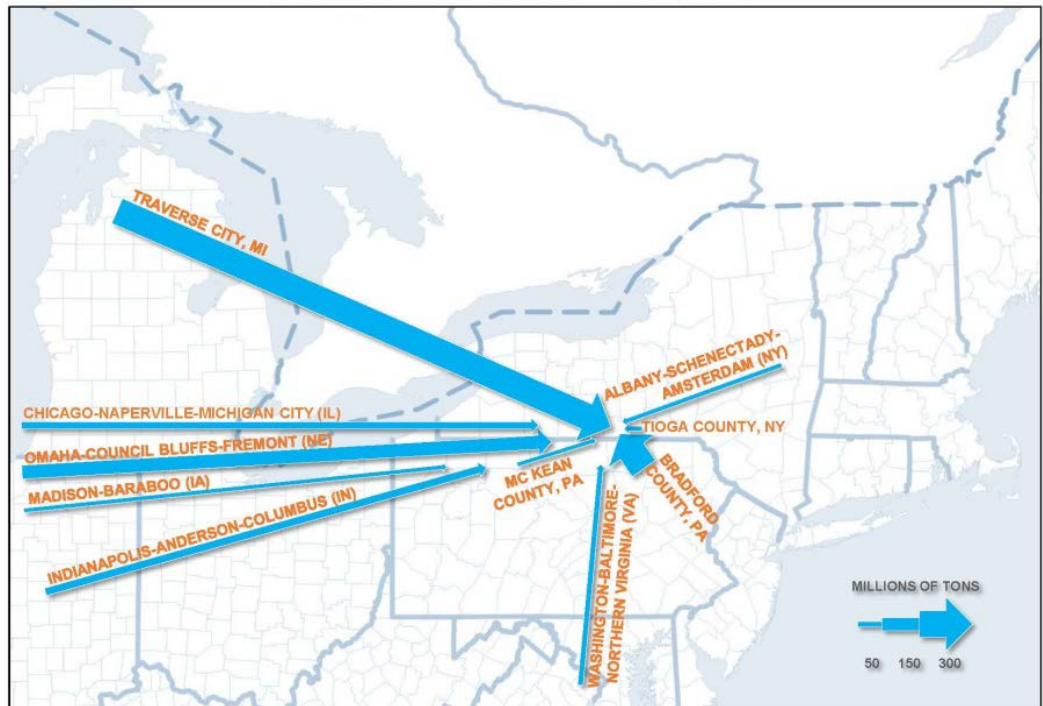 TRAVERSE CITY, MI
ALBANY-SCHENECTADY-
AMSTERDAM (NY)
CHICAGO-NAPERVILLE-MICHIGAN CITY (IL)
TIOGA COUNTY, NY
OMAHA-COUNCIL BLUFFS-FREMONT (NE)
MADISON-BARABOO (IA)
MC KEAN
COUNTY, PA
BRADFORD
COUNTY, PA
INDIANAPOLIS-ANDERSON-COLUMBUS (IN)
WASHINGTON-BALTIMORE-
NORTHERN VIRGINIA (VA)
MILLIONS OF TONS
50 150 300